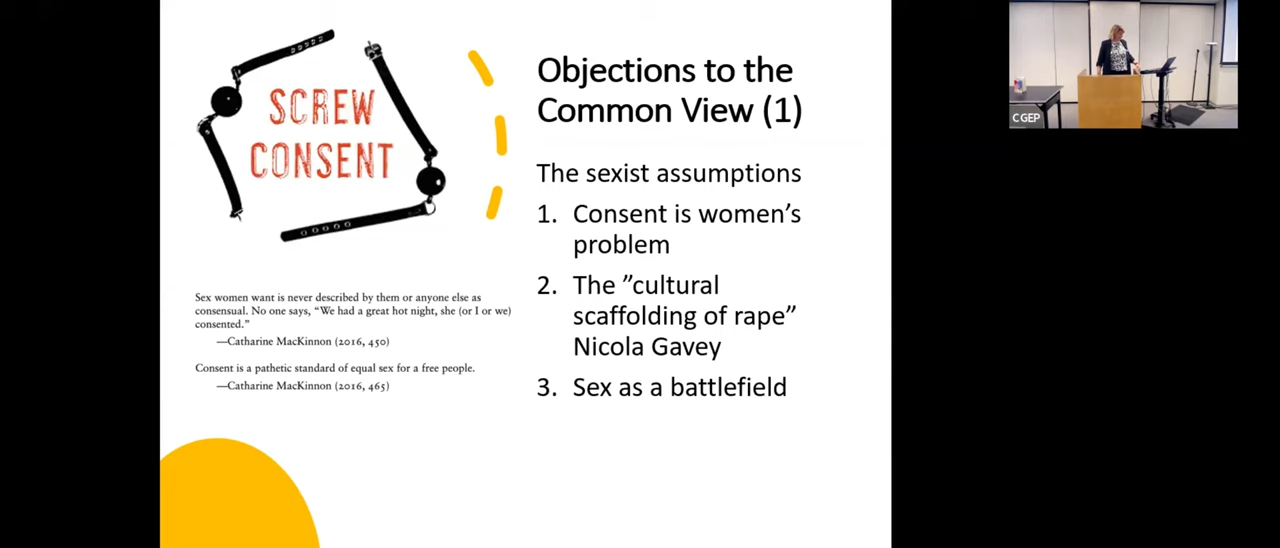 SCREW
CONSENT
Sex women want is never described by them or anyone else as
consensual. No one says, “We had a great hot night, she (or I or we)
consented.”
—Catharine MacKinnon (2016, 450)
Consent is a pathetic standard of equal sex for a free people.
—Catharine MacKinnon (2016, 465)
Objections to the
Common View (1)
The sexist assumptions
1. Consent is women’s
problem
2. The ”cultural
scaffolding of rape”
Nicola Gavey
3. Sex as a battlefield
CGEP